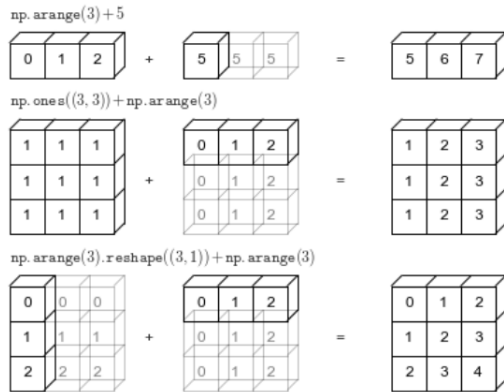 np.arange(3)+5
0 1 2 + 5 5 5 = 5 6 7
np.ones((3,3))+np.arange(3)
1 1 1 0 1 2 1 2 3
1 1 1 + 0 1 2 = 1 2 3
1 1 1 0 1 2 1 2 3
np.arange(3).reshape((3,1))+np.arange(3)
0 0 0 0 1 2 0 1 2
1 1 1 + 0 1 2 = 1 2 3
2 2 2 0 1 2 2 3 4